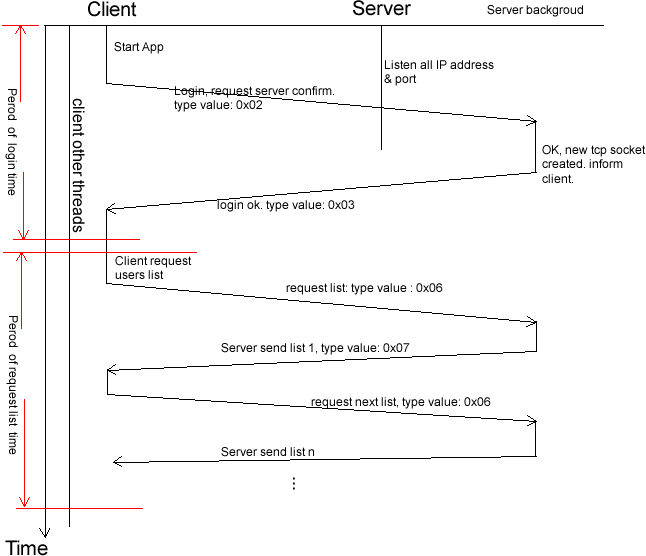 Client
Server
Server backgroud
Start App
Listen all IP address
& port
Login, request server confirm.
type value: 0x02
OK, new tcp socket
created. inform
client.
login ok. type value: 0x03
Perod of login time
client other threads
Client request
users list
request list: type value : 0x06
Server send list 1, type value: 0x07
request next list, type value: 0x06
Server send list n
...
Perod of request list time
Time